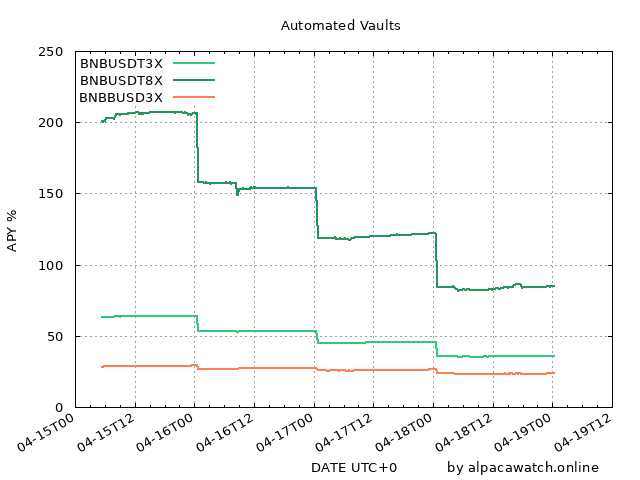 Automated Vaults
250
200
150
100
50
0
APY %
BNBUSDT3X
BNBUSDT8X
BNBBUSD3X
04-15T00
04-15T12
04-16T00
04-16T12
04-17T00
04-17T12
04-18T00
04-18T12
04-19T00
04-19T12
DATE UTC+0
by alpacawatch.online